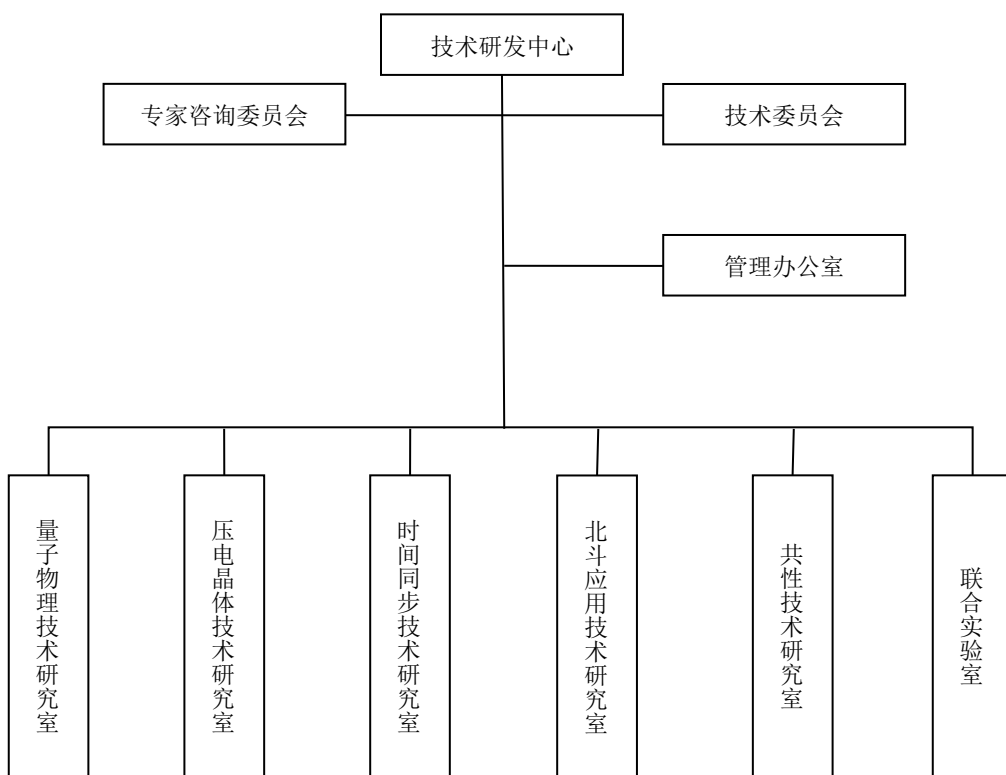 技术研发中心
专家咨询委员会
技术委员会
管理办公室
量子物理技术研究室
压电晶体技术研究室
时间同步技术研究室
北斗应用技术研究室
共性技术研究室
联合实验室